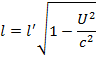 l = l′√(1 − U²/c²)